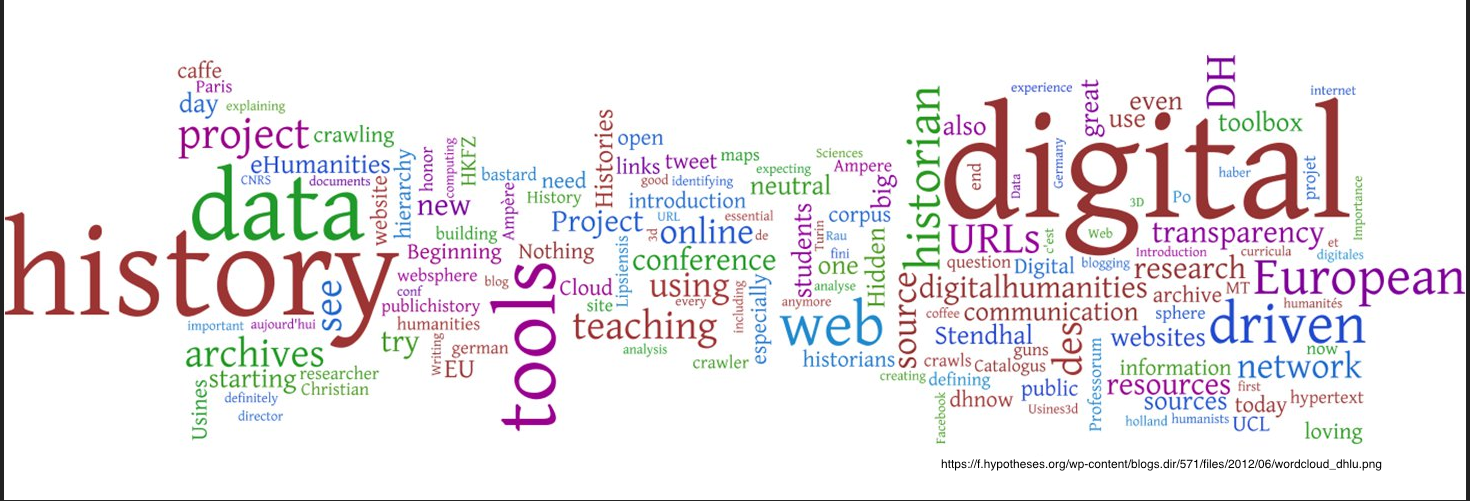 caffe
Paris
day
explaining
project
crawling
eHumanities
CNRS
documents
data
website
hierarchy
history
see
important
aujourd'hui
archives
starting
researcher
Christian
Usines
definitely
director
honor
computing
HKFZ
new
building
Beginning
websphere
conf
blog
publichistory
humanities
try
Writing
german
EU
bastard
need
History
Ampère
Project
Nothing
tools
Cloud
site
Lipsiensis
teaching
analysis
Histories
open
links
tweet
maps
good
identifying
expecting
neutral
introduction
URL
essential
3d
online
de
conference
using
every
including
especially
crawler
Sciences
Ampere
big
students
Turin
corpus
Rau
fini
one
analyse
Hidden
anymore
web
historians
historian
source
creating
also
digital
experience
great
even
use
DH
internet
toolbox
end
Data
Germany
3D
Po
haber
projet
Importance
URLs
c'est
Web
transparency
et
digitales
Introduction
curricula
question
Digital
blogging
research
European
digitalhumanities
archive
MT
humanités
coffee
communication
sphere
driven
Stendhal
des
websites
now
guns
crawls
Catalogus
information
network
defining
public
Professorum
resources
first
dhnow
Usines3d
sources
today
hypertext
Facebook
holland
humanists
UCL
loving
https://f.hypotheses.org/wp-content/blogs.dir/571/files/2012/06/wordcloud_dhlu.png